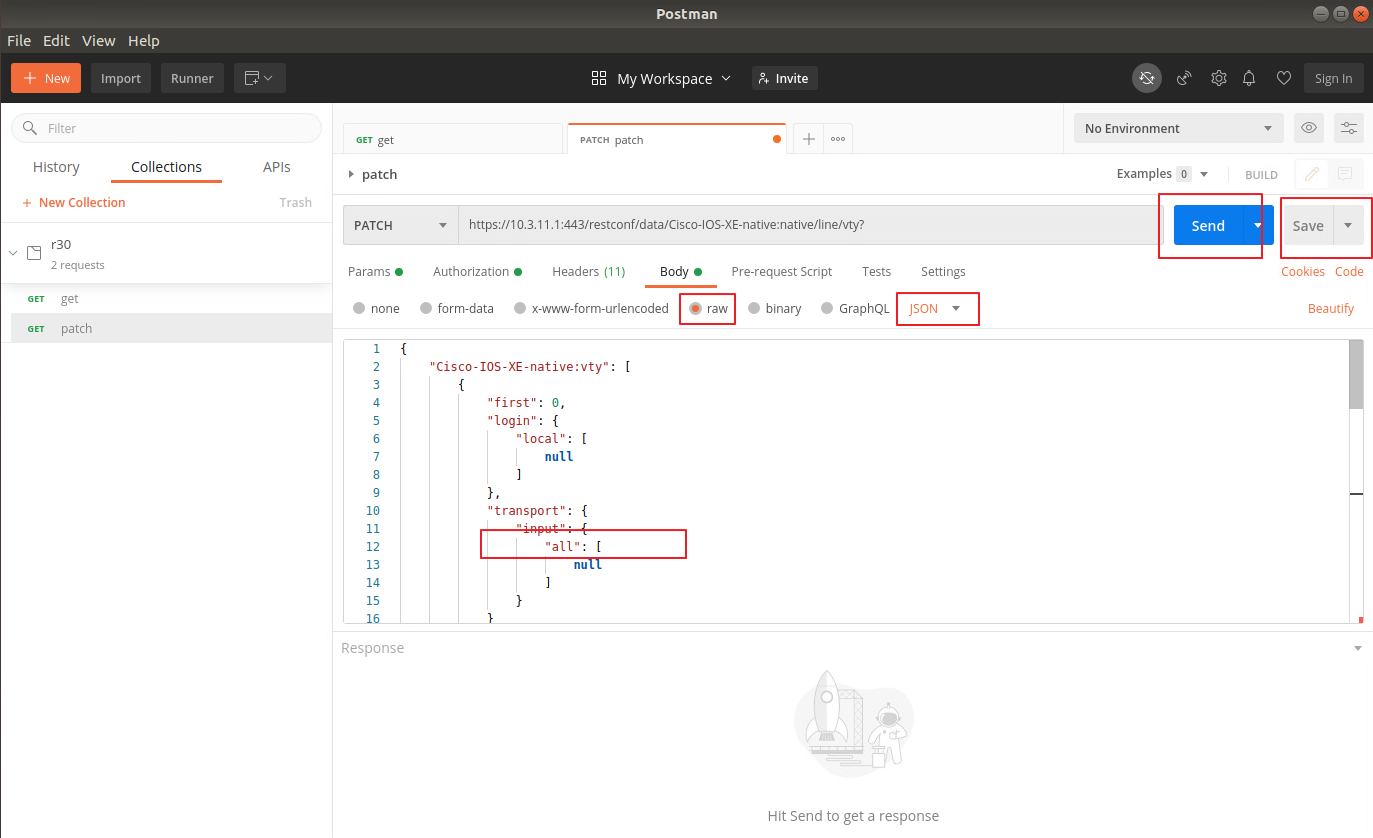 Postman
File Edit View Help
+ New Import Runner My Workspace Invite Sign In
Filter
History Collections APIs
+ New Collection Trash
r30
2 requests
GET get
GET patch
GET get PATCH patch + ooo No Environment
patch Examples 0 BUILD
PATCH https://10.3.11.1:443/restconf/data/Cisco-IOS-XE-native:native/line/vty? Send Save
Params Authorization Headers (11) Body Pre-request Script Tests Settings Cookies Code
none form-data x-www-form-urlencoded raw binary GraphQL JSON Beautify
1 {
2 "Cisco-IOS-XE-native:vty": [
3 {
4 "first": 0,
5 "login": {
6 "local": [
7 null
8 ]
9 },
10 "transport": {
11 "input": {
12 "all": [
13 null
14 ]
15 }
16 }
Response
Hit Send to get a response